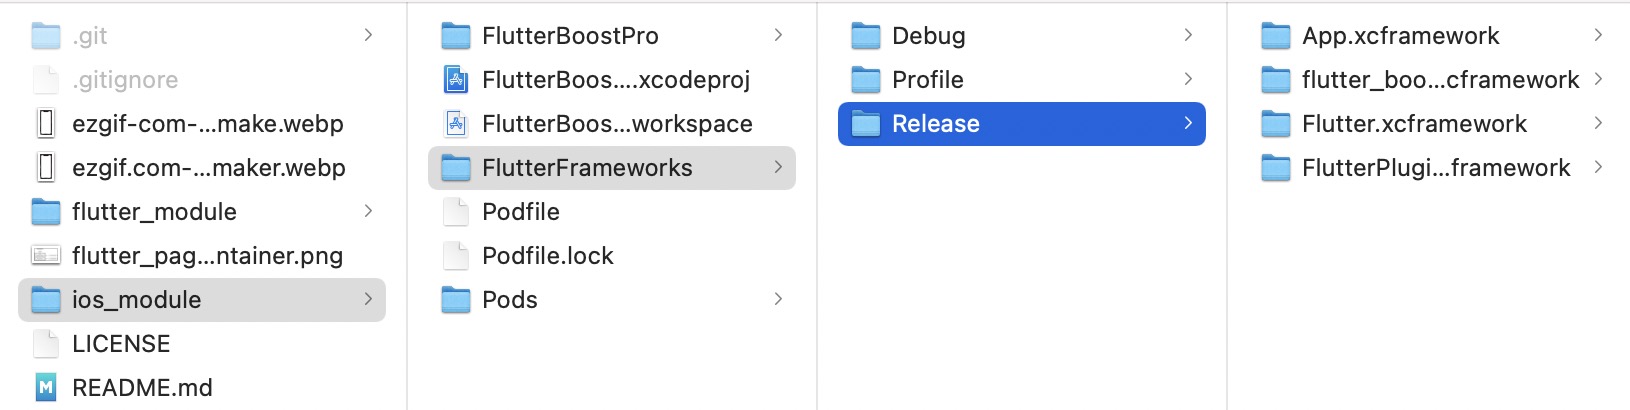 .git
.gitignore
ezgif-com-...make.webp
ezgif.com-...maker.webp
flutter_module
flutter_pag...ntainer.png
ios_module
LICENSE
README.md
FlutterBoostPro
FlutterBoos....xcodeproj
FlutterBoos...workspace
FlutterFrameworks
Podfile
Podfile.lock
Pods
Debug
Profile
Release
App.xcframework
flutter_boo...cframework
Flutter.xcframework
FlutterPlugi...framework